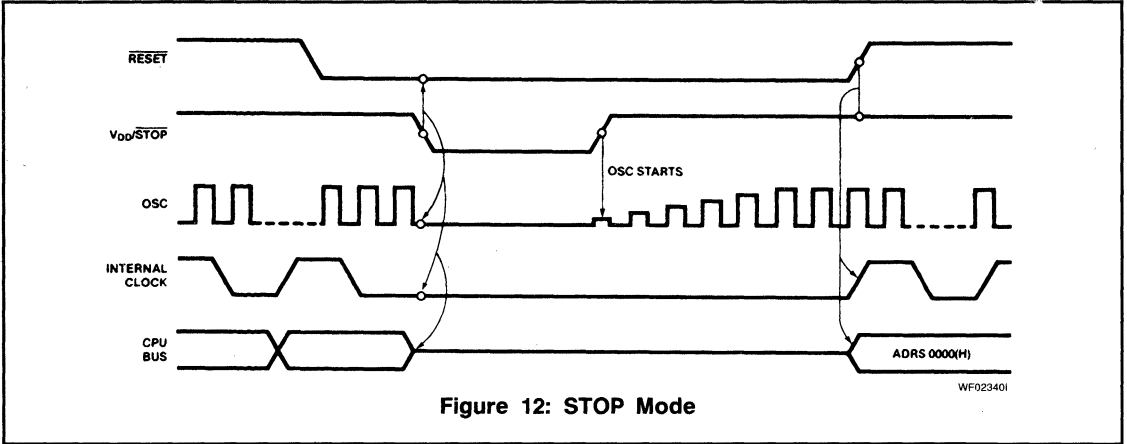 RESET
VDD/STOP
OSC STARTS
OSC
INTERNAL
CLOCK
CPU
BUS
ADRS 0000(H)
WF02340I
Figure 12: STOP Mode